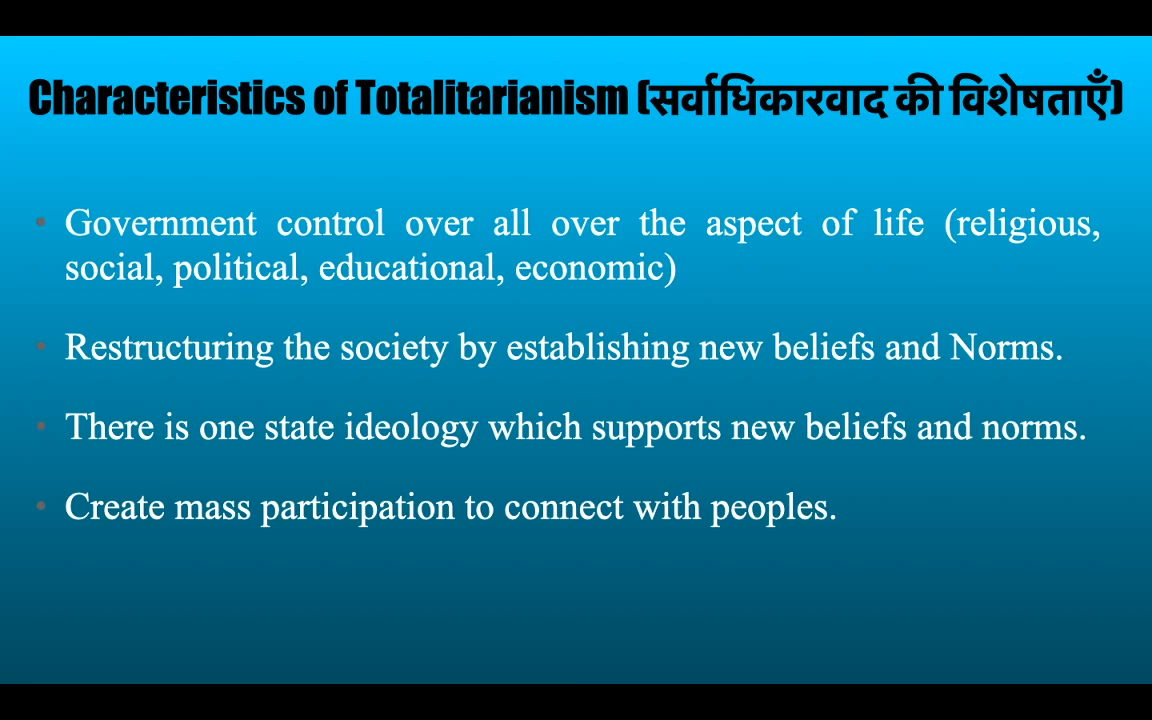 Characteristics of Totalitarianism (सर्वाधिकारवाद की विशेषताएँ)
• Government control over all over the aspect of life (religious,
social, political, educational, economic)
• Restructuring the society by establishing new beliefs and Norms.
• There is one state ideology which supports new beliefs and norms.
• Create mass participation to connect with peoples.